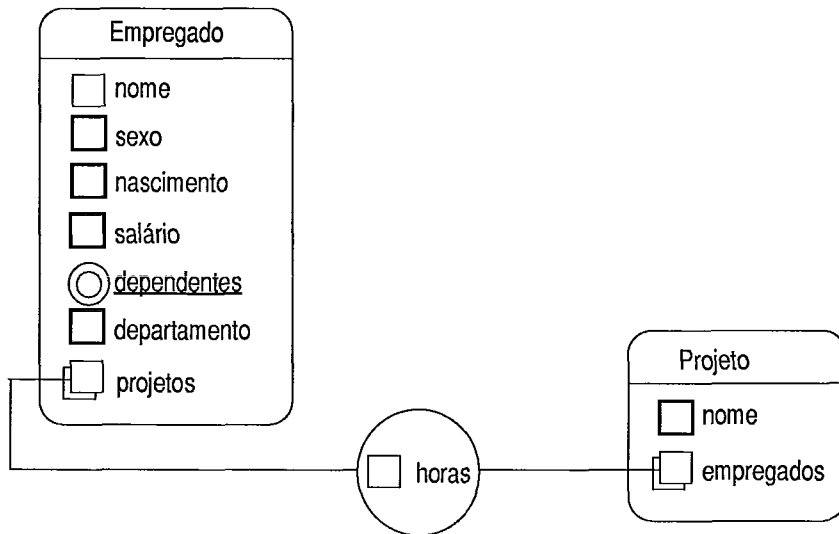 Empregado
nome
sexo
nascimento
salário
dependentes
departamento
projetos
horas
Projeto
nome
empregados